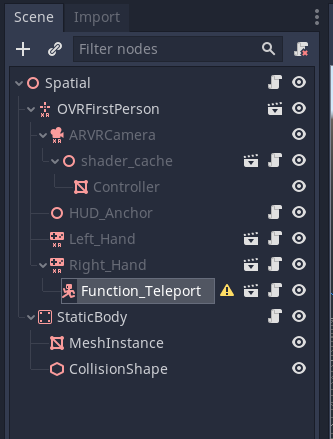 Scene Import
Filter nodes
Spatial
OVRFirstPerson
ARVRCamera
shader_cache
Controller
HUD_Anchor
Left_Hand
Right_Hand
Function_Teleport
StaticBody
MeshInstance
CollisionShape